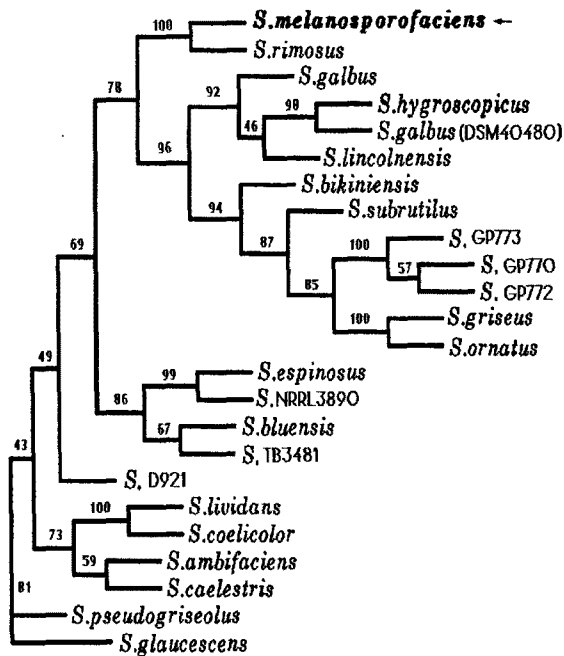 S.melanosporofaciens ←
100
S.rimosus
S.galbus
78
92
98
S.hygroscopicus
46
S.galbus(DSM40480)
96
S.lincolnensis
S.bikiniensis
94
S.subrutilus
69
87
100
S. GP773
57
S. GP770
85
S. GP772
100
S.griseus
S.ornatus
49
99
S.espinosus
86
S.NRRL3890
67
S.bluensis
43
S. TB3481
S. D921
100
S.lividans
73
S.coelicolor
59
S.ambifaciens
81
S.caelestris
S.pseudogriseolus
S.glaucescens